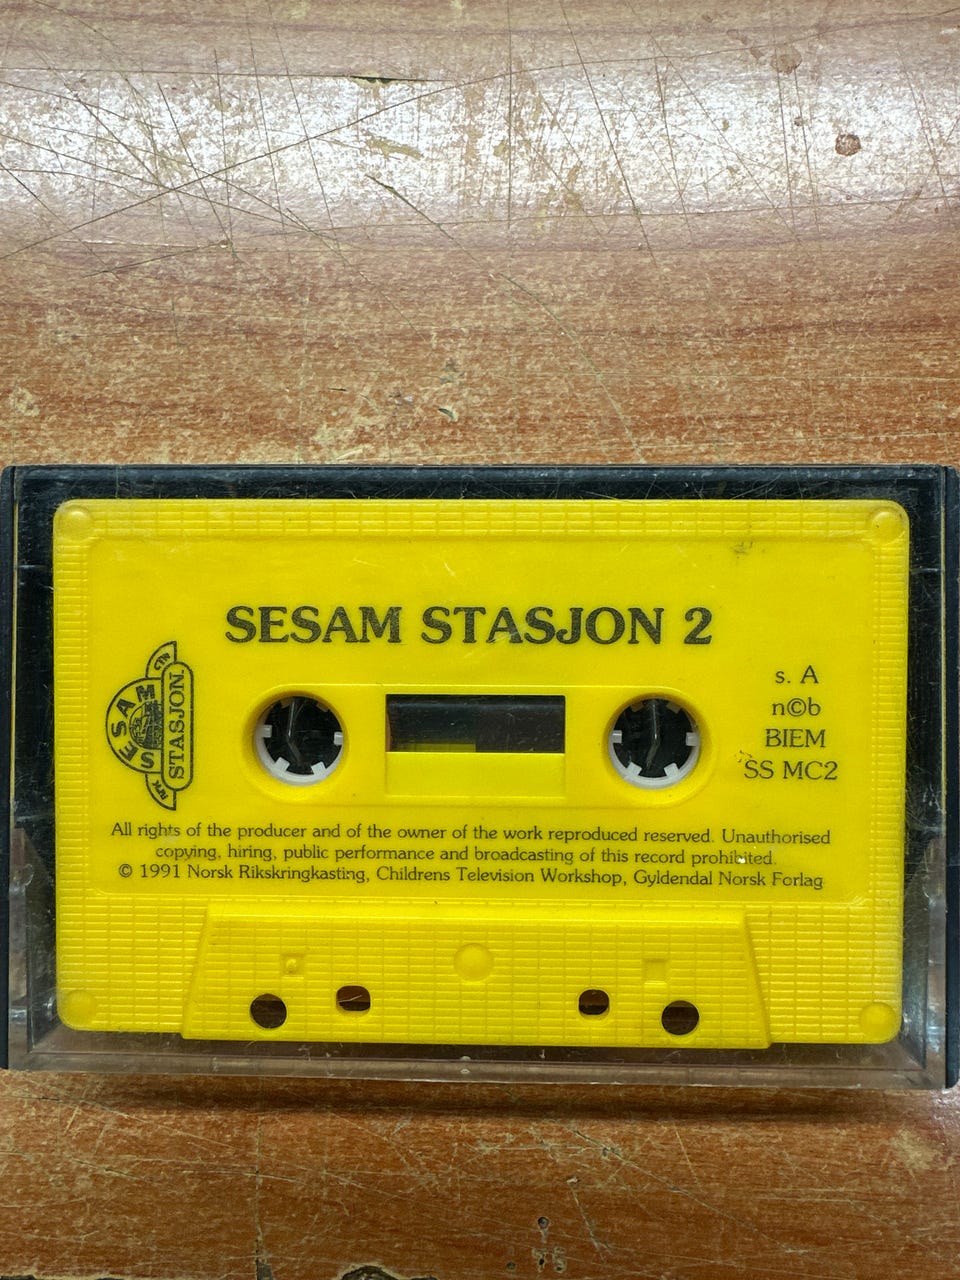 SESAM STASJON 2
CTW
SESAM
STASJON.
NRK
s. A
n©b
BIEM
SS MC2
All rights of the producer and of the owner of the work reproduced reserved. Unauthorised
copying, hiring, public performance and broadcasting of this record prohibited.
© 1991 Norsk Rikskringkasting, Childrens Television Workshop, Gyldendal Norsk Forlag